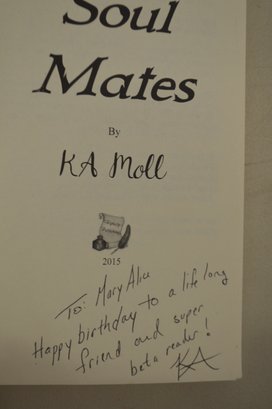 Soul
Mates
By
KA Moll
2015
To: Mary Alice
Happy birthday to a life long
friend and super
beta reader!
KA